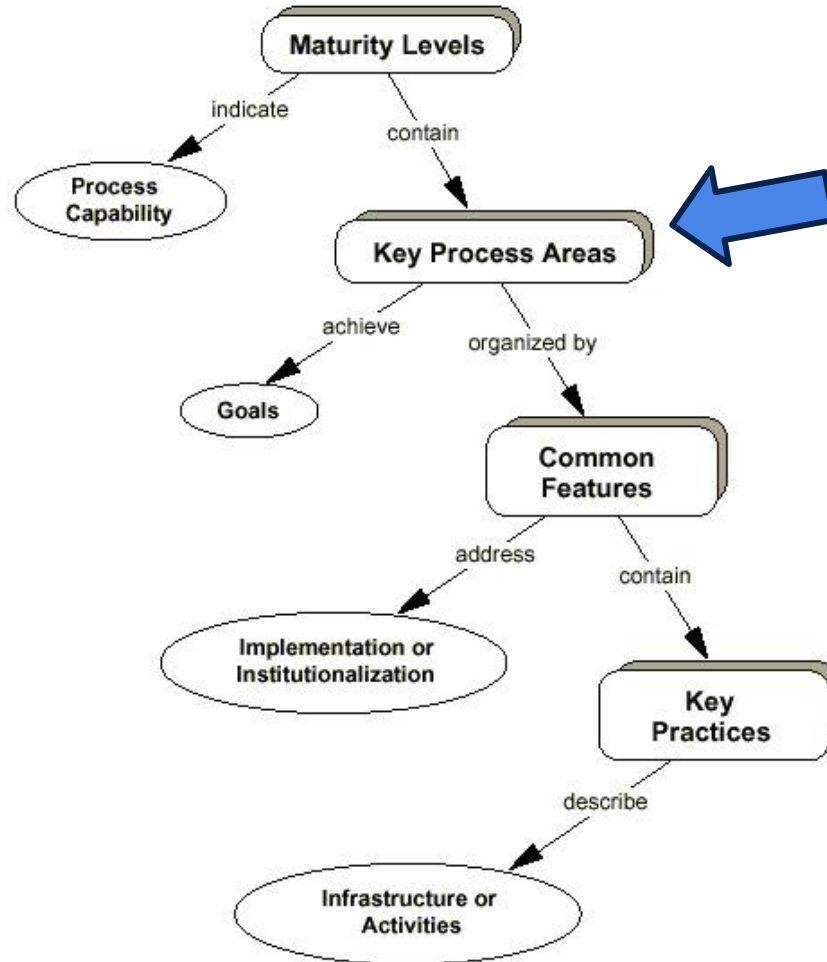 Maturity Levels
indicate
contain
Process
Capability
Key Process Areas
achieve
organized by
Goals
Common
Features
address
contain
Implementation or
Institutionalization
Key
Practices
describe
Infrastructure or
Activities